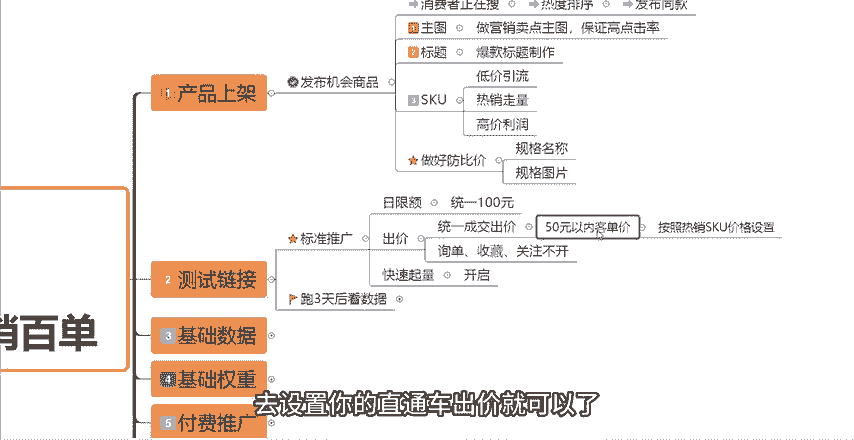 消费者正在搜 热度排序 发布同款
1 主图 做营销卖点主图，保证高点击率
2 标题 爆款标题制作
1 产品上架 发布机会商品
3 SKU
低价引流
热销走量
高价利润
做好防比价
规格名称
规格图片
2 测试链接
标准推广
日限额 统一100元
出价
统一成交出价 50元以内客单价 按照热销SKU价格设置
询单、收藏、关注不开
快速起量 开启
跑3天后看数据
销百单
3 基础数据
4 基础权重
5 付费推广
去设置你的直通车出价就可以了